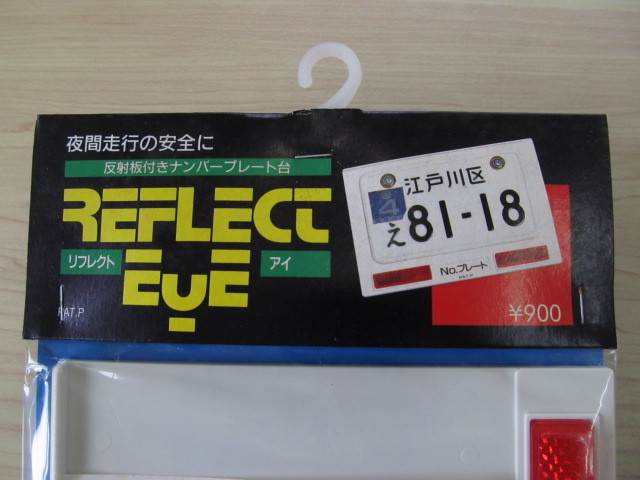 夜間走行の安全に
反射板付きナンバープレート台
REFLECT
リフレクト
アイ
EyE
PAT.P
江戸川区
え 81-18
No.プレート
PAT.P
¥900